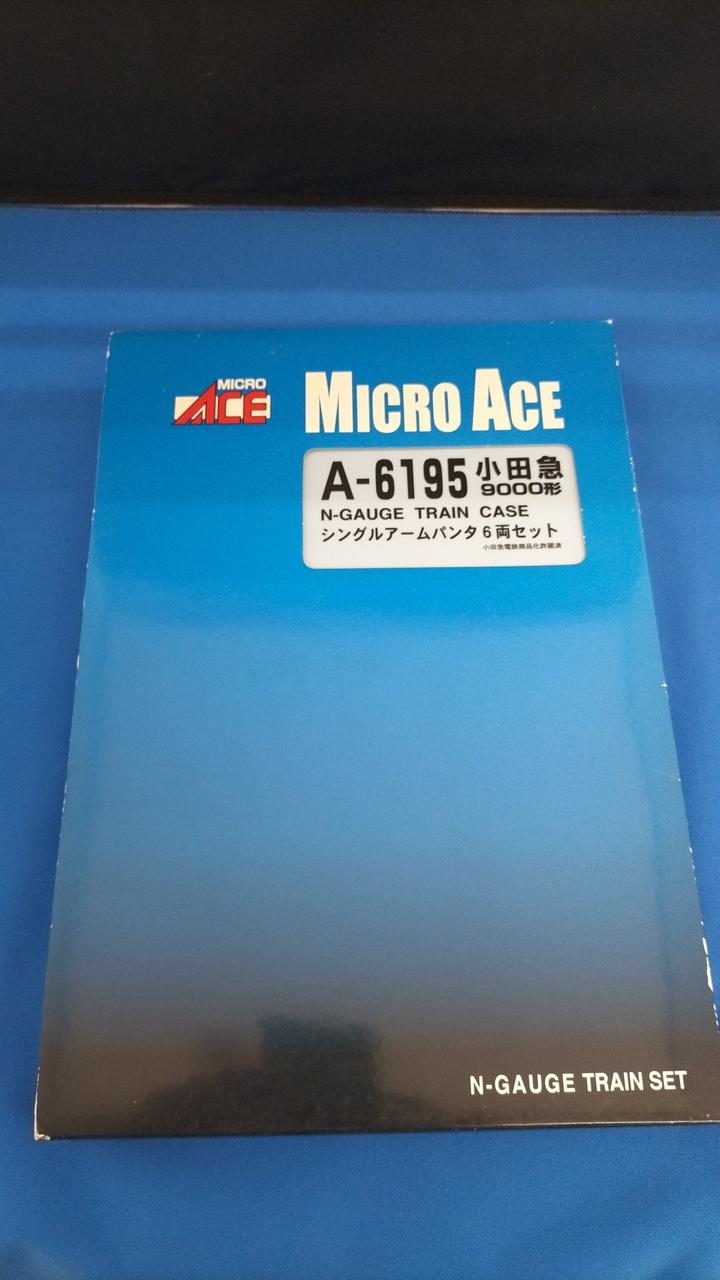 MICRO
ACE
MICRO ACE
A-6195 小田急
9000形
N-GAUGE TRAIN CASE
シングルアームパンタ6両セット
小田急電鉄商品化許諾済
N-GAUGE TRAIN SET